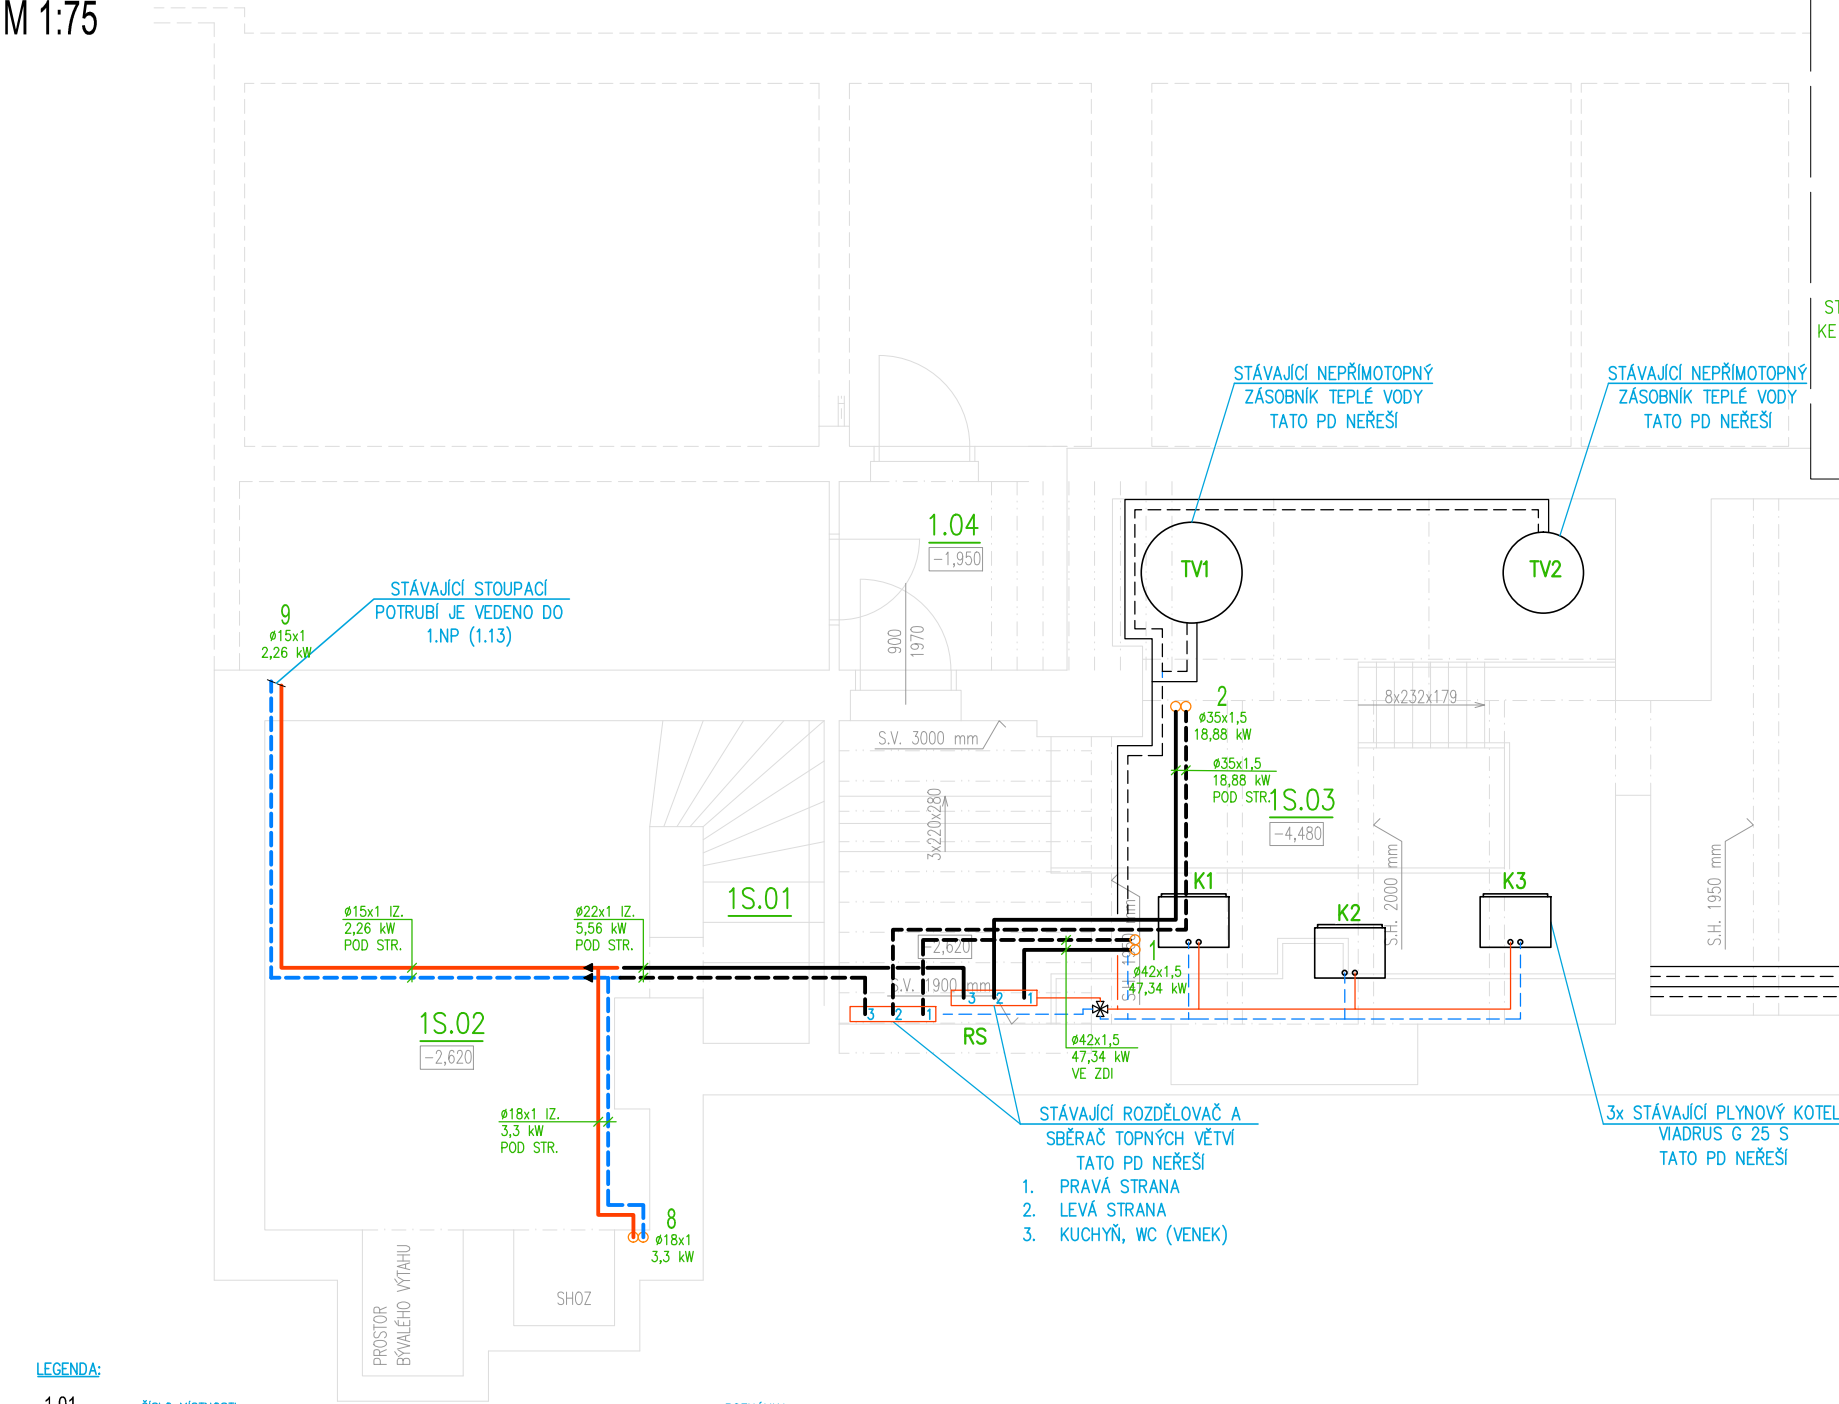 M 1:75
ST
KE
STÁVAJÍCÍ NEPŘÍMOTOPNÝ
ZÁSOBNÍK TEPLÉ VODY
TATO PD NEŘEŠÍ
STÁVAJÍCÍ NEPŘÍMOTOPNÝ
ZÁSOBNÍK TEPLÉ VODY
TATO PD NEŘEŠÍ
1.04
-1,950
TV1
TV2
STÁVAJÍCÍ STOUPACÍ
POTRUBÍ JE VEDENO DO
1.NP (1.13)
9
ø15x1
2,26 kW
900
1970
2
ø35x1,5
18,88 kW
8x232x179
S.V. 3000 mm
ø35x1,5
18,88 kW
POD STR.
1S.03
-4,480
3x220x280
S.H. 2000 mm
S.H. 1950 mm
K1
K2
K3
1S.01
ø15x1 IZ.
2,26 kW
POD STR.
ø22x1 IZ.
5,56 kW
POD STR.
-2,620
1
ø42x1,5
47,34 kW
S.V. 1900 mm
3 2 1
3 2 1
RS
1S.02
-2,620
ø42x1,5
47,34 kW
VE ZDI
ø18x1 IZ.
3,3 kW
POD STR.
STÁVAJÍCÍ ROZDĚLOVAČ A
SBĚRAČ TOPNÝCH VĚTVÍ
TATO PD NEŘEŠÍ
1. PRAVÁ STRANA
2. LEVÁ STRANA
3. KUCHYŇ, WC (VENEK)
3x STÁVAJÍCÍ PLYNOVÝ KOTEL
VIADRUS G 25 S
TATO PD NEŘEŠÍ
8
ø18x1
3,3 kW
PROSTOR
BÝVALÉHO VÝTAHU
SHOZ
LEGENDA:
1.01